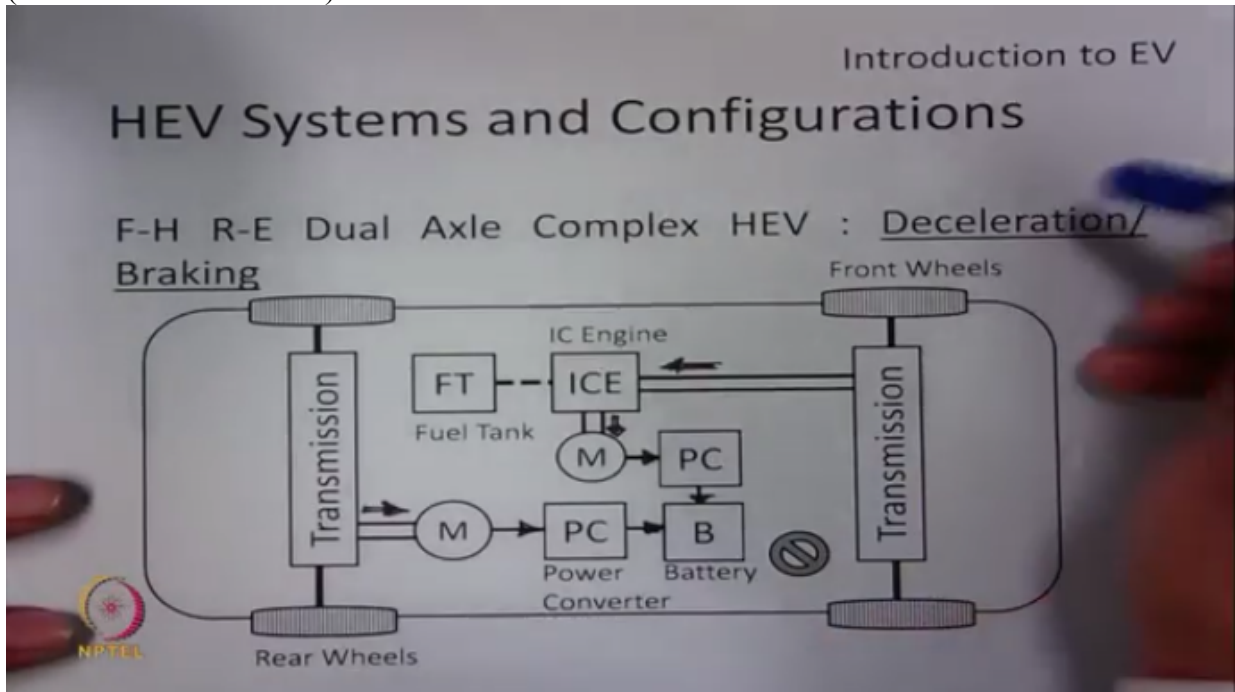 Introduction to EV
HEV Systems and Configurations
F-H R-E Dual Axle Complex HEV : Deceleration/
Braking
Front Wheels
IC Engine
FT
ICE
Transmission
Transmission
Fuel Tank
M
PC
M
PC
B
Power
Converter
Battery
Rear Wheels
NPTEL